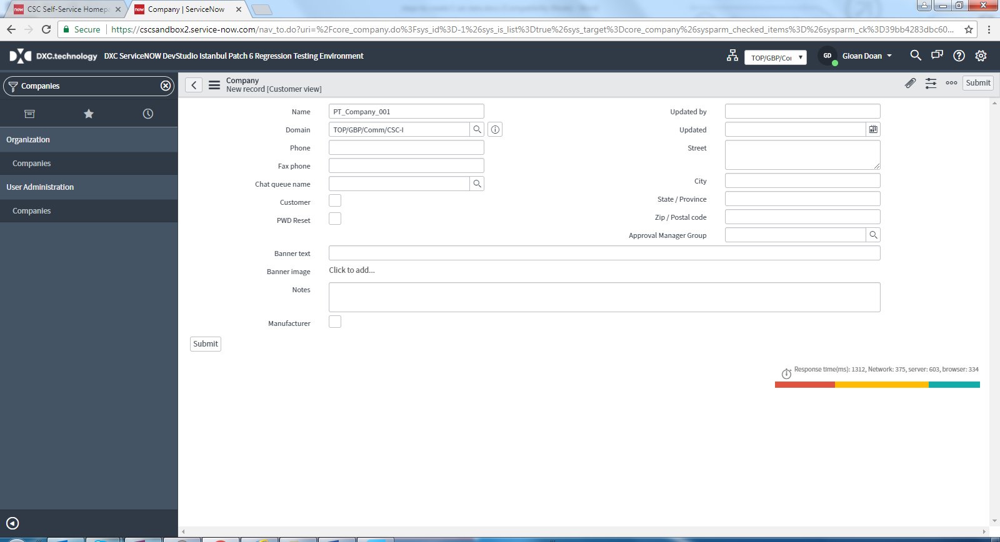 CSC Self-Service Homepa
Company | ServiceNow
Secure
https://cscsandbox2.service-now.com/nav_to.do?uri=%2Fcore_company.do%3Fsys_id%3D-1%26sys_is_list%3Dtrue%26sys_target%3Dcore_company%26sysparm_checked_items%3D%26sysparm_ck%3D39bb4283dbc60...
DXC.technology
DXC ServiceNOW DevStudio Istanbul Patch 6 Regression Testing Environment
TOP/GBP/Co
GD
Gioan Doan
Companies
Company
New record [Customer view]
Submit
Organization
Companies
User Administration
Companies
Name
PT_Company_001
Domain
TOP/GBP/Comm/CSC-I
Phone
Fax phone
Chat queue name
Customer
PWD Reset
Updated by
Updated
Street
City
State / Province
Zip / Postal code
Approval Manager Group
Banner text
Banner image
Click to add...
Notes
Manufacturer
Submit
Response time(ms): 1312, Network: 375, server: 603, browser: 334